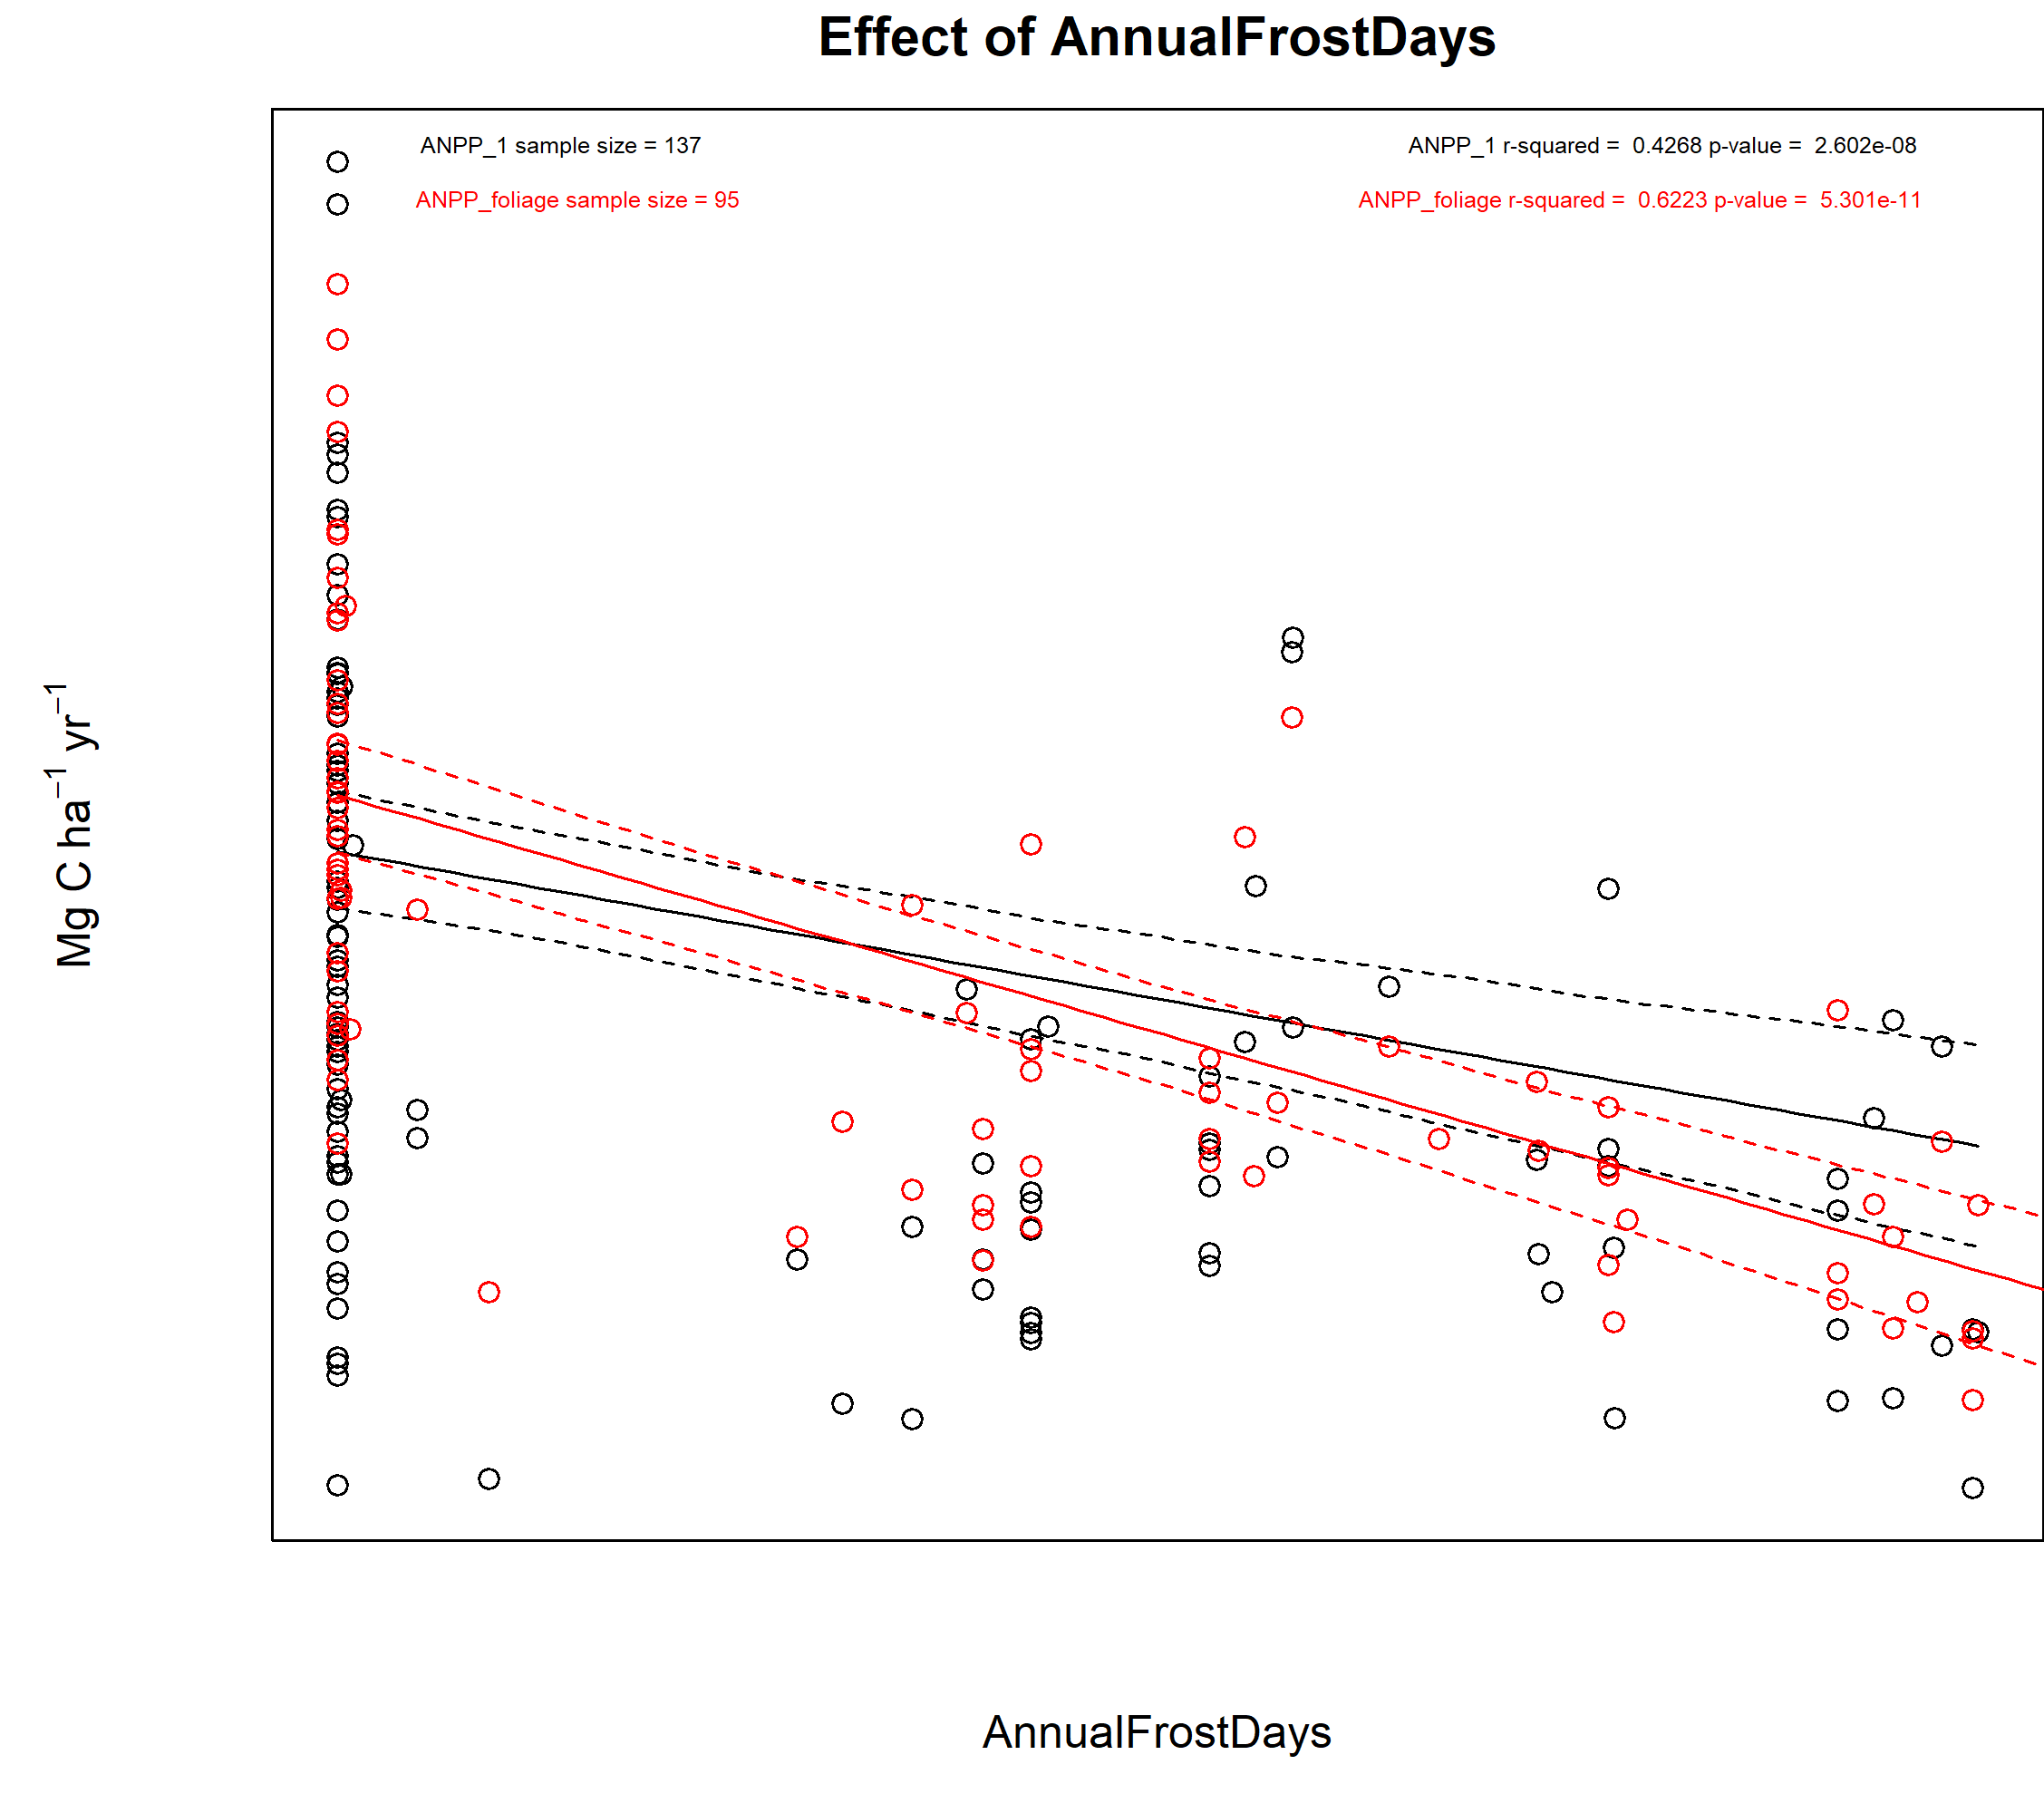 Effect of AnnualFrostDays
ANPP_1 sample size = 137
ANPP_1 r-squared =  0.4268 p-value =  2.602e-08
ANPP_foliage sample size = 95
ANPP_foliage r-squared =  0.6223 p-value =  5.301e-11
Mg C ha⁻¹ yr⁻¹
AnnualFrostDays